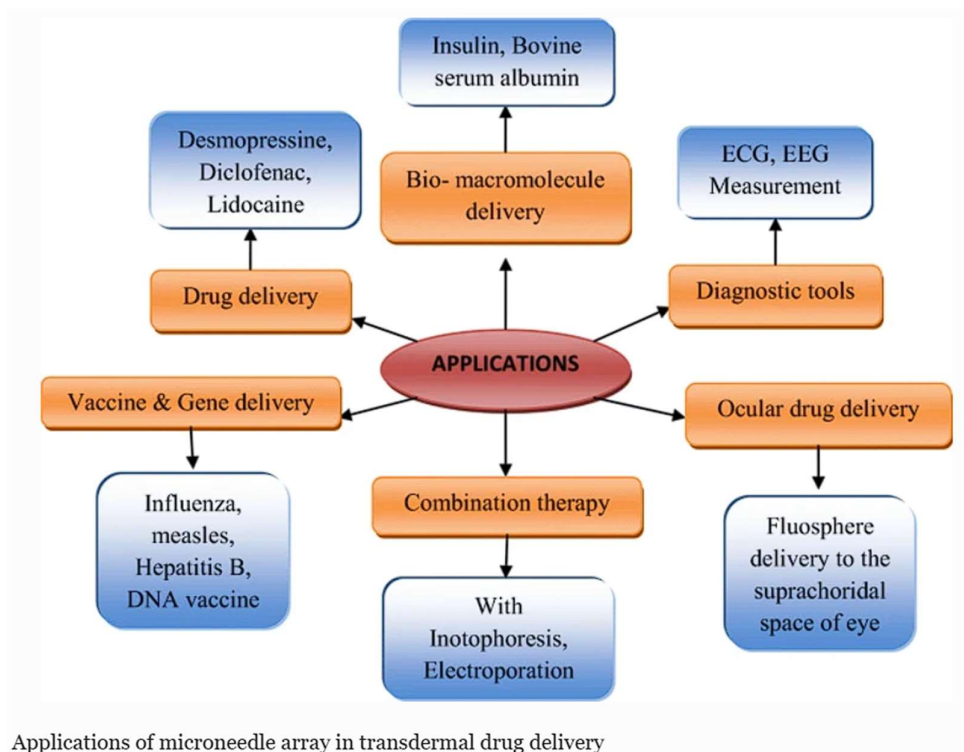 Insulin, Bovine
serum albumin
Desmopressine,
Diclofenac,
Lidocaine
Bio- macromolecule
delivery
ECG, EEG
Measurement
Drug delivery
Diagnostic tools
APPLICATIONS
Vaccine & Gene delivery
Ocular drug delivery
Influenza,
measles,
Hepatitis B,
DNA vaccine
Combination therapy
Fluosphere
delivery to the
suprachoridal
space of eye
With
Inotophoresis,
Electroporation
Applications of microneedle array in transdermal drug delivery